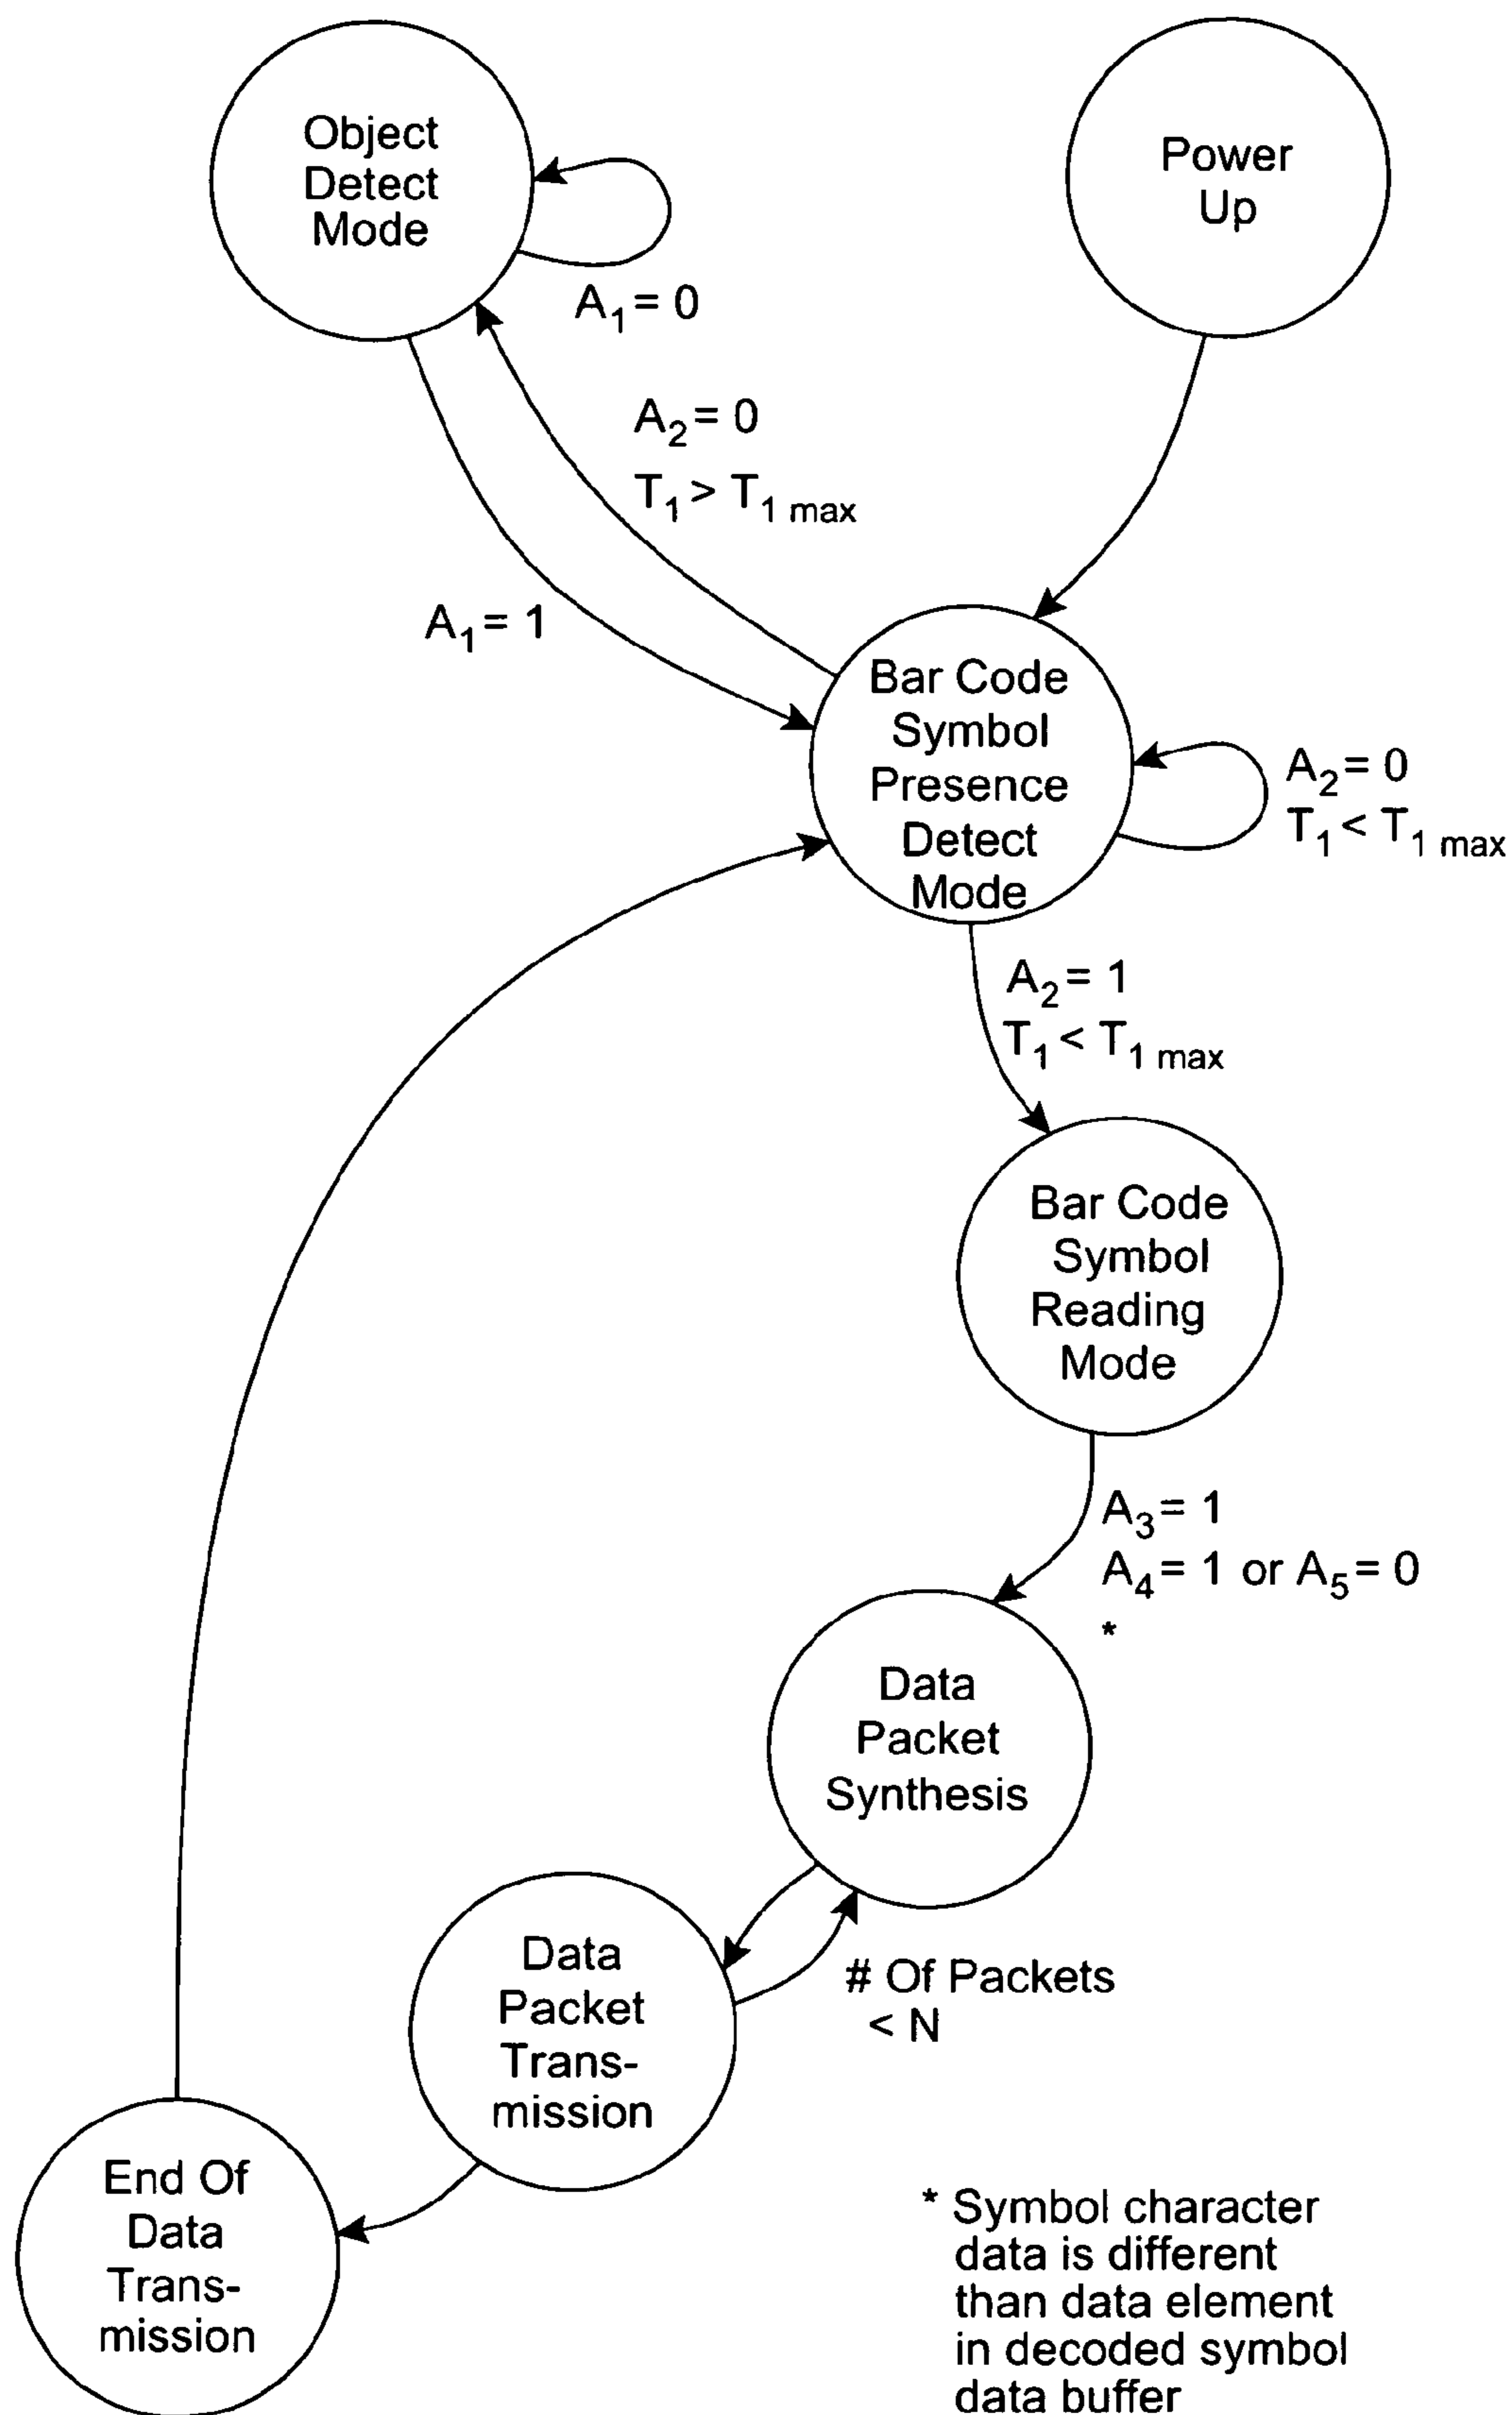 Object
Detect
Mode
Power
Up
A1 = 0
A2 = 0
T1 > T1 max
A1 = 1
Bar Code
Symbol
Presence
Detect
Mode
A2 = 0
T1 < T1 max
A2 = 1
T1 < T1 max
Bar Code
Symbol
Reading
Mode
A3 = 1
A4 = 1 or A5 = 0
*
Data
Packet
Synthesis
Data
Packet
Trans-
mission
# Of Packets
< N
End Of
Data
Trans-
mission
* Symbol character
data is different
than data element
in decoded symbol
data buffer